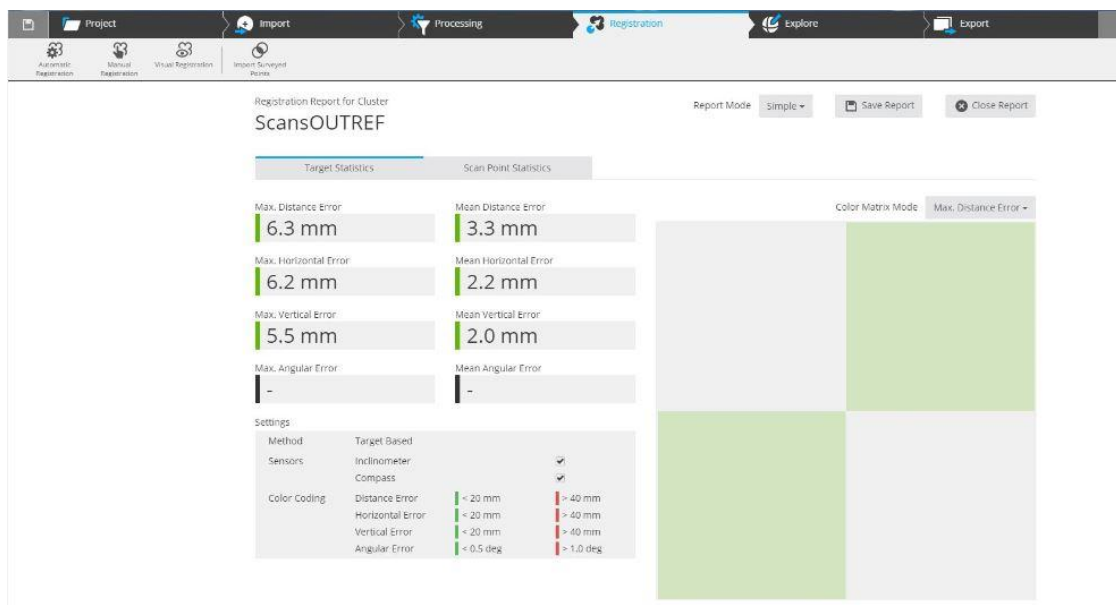 Project
Import
Processing
Registration
Explore
Export
Automatic Registration
Manual Registration
Visual Registration
Import Surveyed Points
Registration Report for Cluster
ScansOUTREF
Report Mode Simple
Save Report
Close Report
Target Statistics
Scan Point Statistics
Max. Distance Error
6.3 mm
Mean Distance Error
3.3 mm
Max. Horizontal Error
6.2 mm
Mean Horizontal Error
2.2 mm
Max. Vertical Error
5.5 mm
Mean Vertical Error
2.0 mm
Max. Angular Error
-
Mean Angular Error
-
Color Matrix Mode Max. Distance Error
Settings
Method Target Based
Sensors Inclinometer
Compass
Color Coding Distance Error < 20 mm > 40 mm
Horizontal Error < 20 mm > 40 mm
Vertical Error < 20 mm > 40 mm
Angular Error < 0.5 deg > 1.0 deg